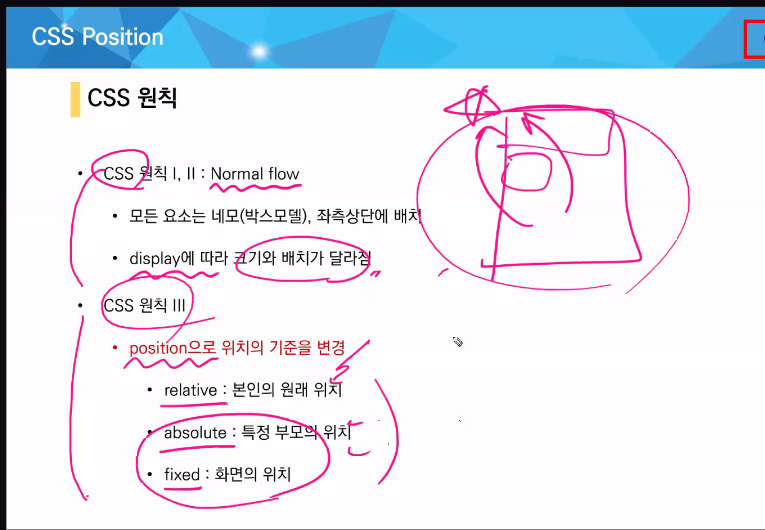 CSS Position
CSS 원칙
• CSS 원칙 I, II : Normal flow
• 모든 요소는 네모(박스모델), 좌측상단에 배치
• display에 따라 크기와 배치가 달라짐
• CSS 원칙 III
• position으로 위치의 기준을 변경
• relative : 본인의 원래 위치
• absolute : 특정 부모의 위치
• fixed : 화면의 위치